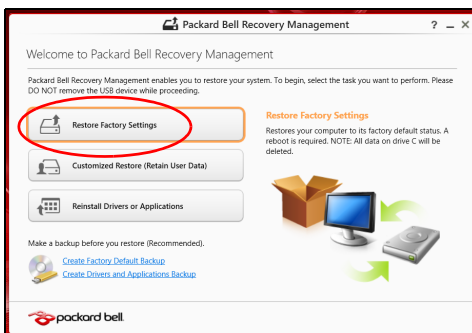 Packard Bell Recovery Management
? _ X
Welcome to Packard Bell Recovery Management
Packard Bell Recovery Management enables you to restore your system. To begin, select the task you want to perform. Please
DO NOT remove the USB device while proceeding.
Restore Factory Settings
Customized Restore (Retain User Data)
Reinstall Drivers or Applications
Restore Factory Settings
Restores your computer to its factory default status. A
reboot is required. NOTE: All data on drive C will be
deleted.
Make a backup before you restore (Recommended).
Create Factory Default Backup
Create Drivers and Applications Backup
packard bell.